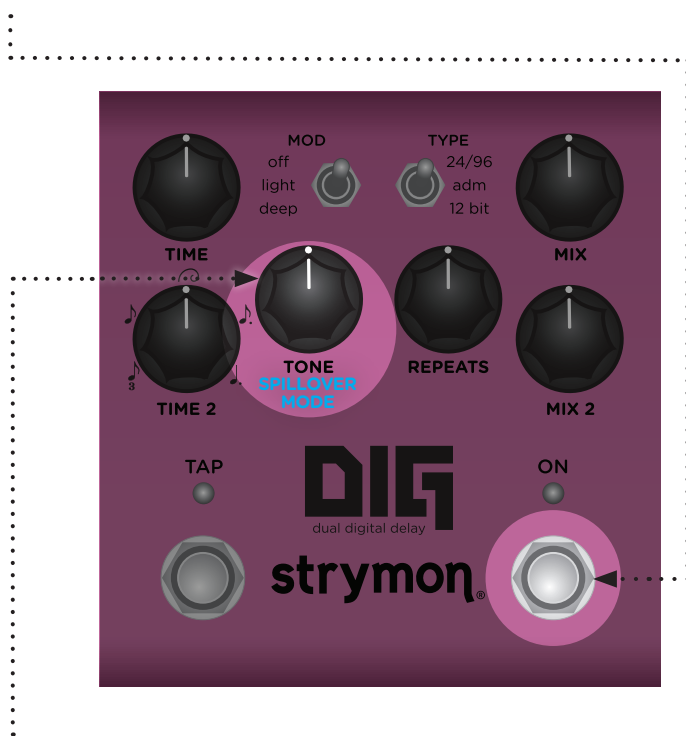 MOD
TYPE
off
24/96
light
adm
deep
12 bit
TIME
MIX
3
TONE
REPEATS
SPILLOVER
MODE
TIME 2
MIX 2
TAP
ON
DIG
dual digital delay
strymon®